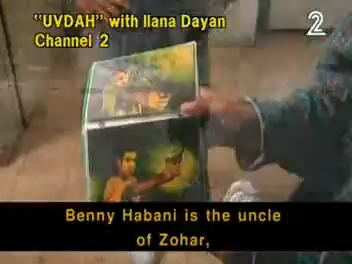 "UVDAH" with Ilana Dayan
Channel 2
2
Benny Habani is the uncle
of Zohar,